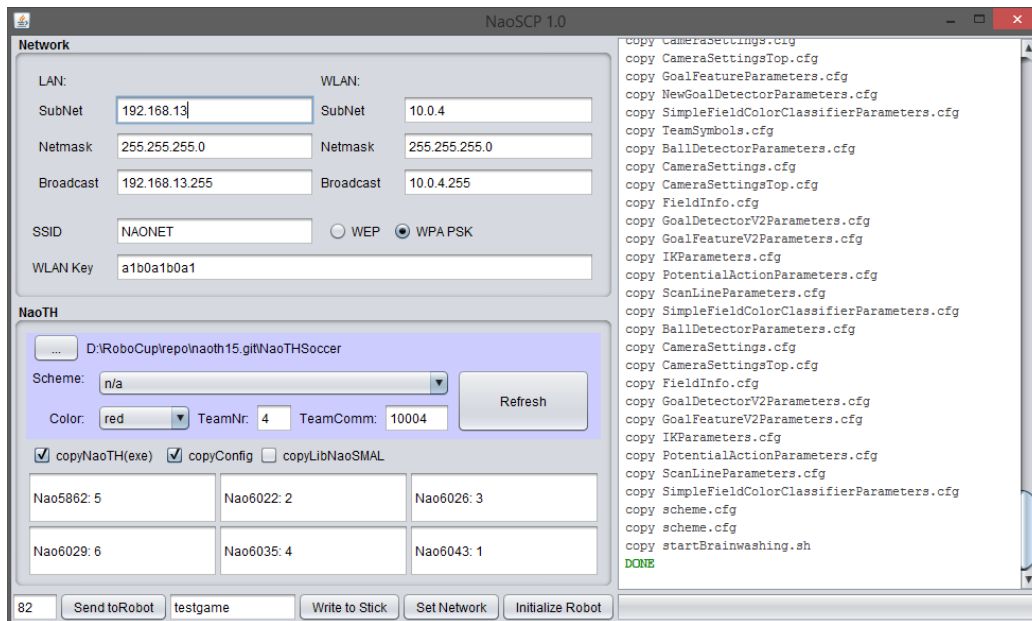 NaoSCP 1.0
Network
LAN: WLAN:
SubNet 192.168.13 SubNet 10.0.4
Netmask 255.255.255.0 Netmask 255.255.255.0
Broadcast 192.168.13.255 Broadcast 10.0.4.255
SSID NAONET WEP WPA PSK
WLAN Key a1b0a1b0a1
NaoTH
... D:\RoboCup\repo\naoth15.git\NaoTHSoccer
Scheme: n/a
Refresh
Color: red TeamNr: 4 TeamComm: 10004
copyNaoTH(exe) copyConfig copyLibNaoSMAL
Nao5862: 5 Nao6022: 2 Nao6026: 3
Nao6029: 6 Nao6035: 4 Nao6043: 1
82 Send toRobot testgame Write to Stick Set Network Initialize Robot
copy CameraSettings.cfg
copy CameraSettingsTop.cfg
copy GoalFeatureParameters.cfg
copy NewGoalDetectorParameters.cfg
copy SimpleFieldColorClassifierParameters.cfg
copy TeamSymbols.cfg
copy BallDetectorParameters.cfg
copy CameraSettings.cfg
copy CameraSettingsTop.cfg
copy FieldInfo.cfg
copy GoalDetectorV2Parameters.cfg
copy GoalFeatureV2Parameters.cfg
copy IKParameters.cfg
copy PotentialActionParameters.cfg
copy ScanLineParameters.cfg
copy SimpleFieldColorClassifierParameters.cfg
copy BallDetectorParameters.cfg
copy CameraSettings.cfg
copy CameraSettingsTop.cfg
copy FieldInfo.cfg
copy GoalDetectorV2Parameters.cfg
copy GoalFeatureV2Parameters.cfg
copy IKParameters.cfg
copy PotentialActionParameters.cfg
copy ScanLineParameters.cfg
copy SimpleFieldColorClassifierParameters.cfg
copy scheme.cfg
copy scheme.cfg
copy startBrainwashing.sh
DONE